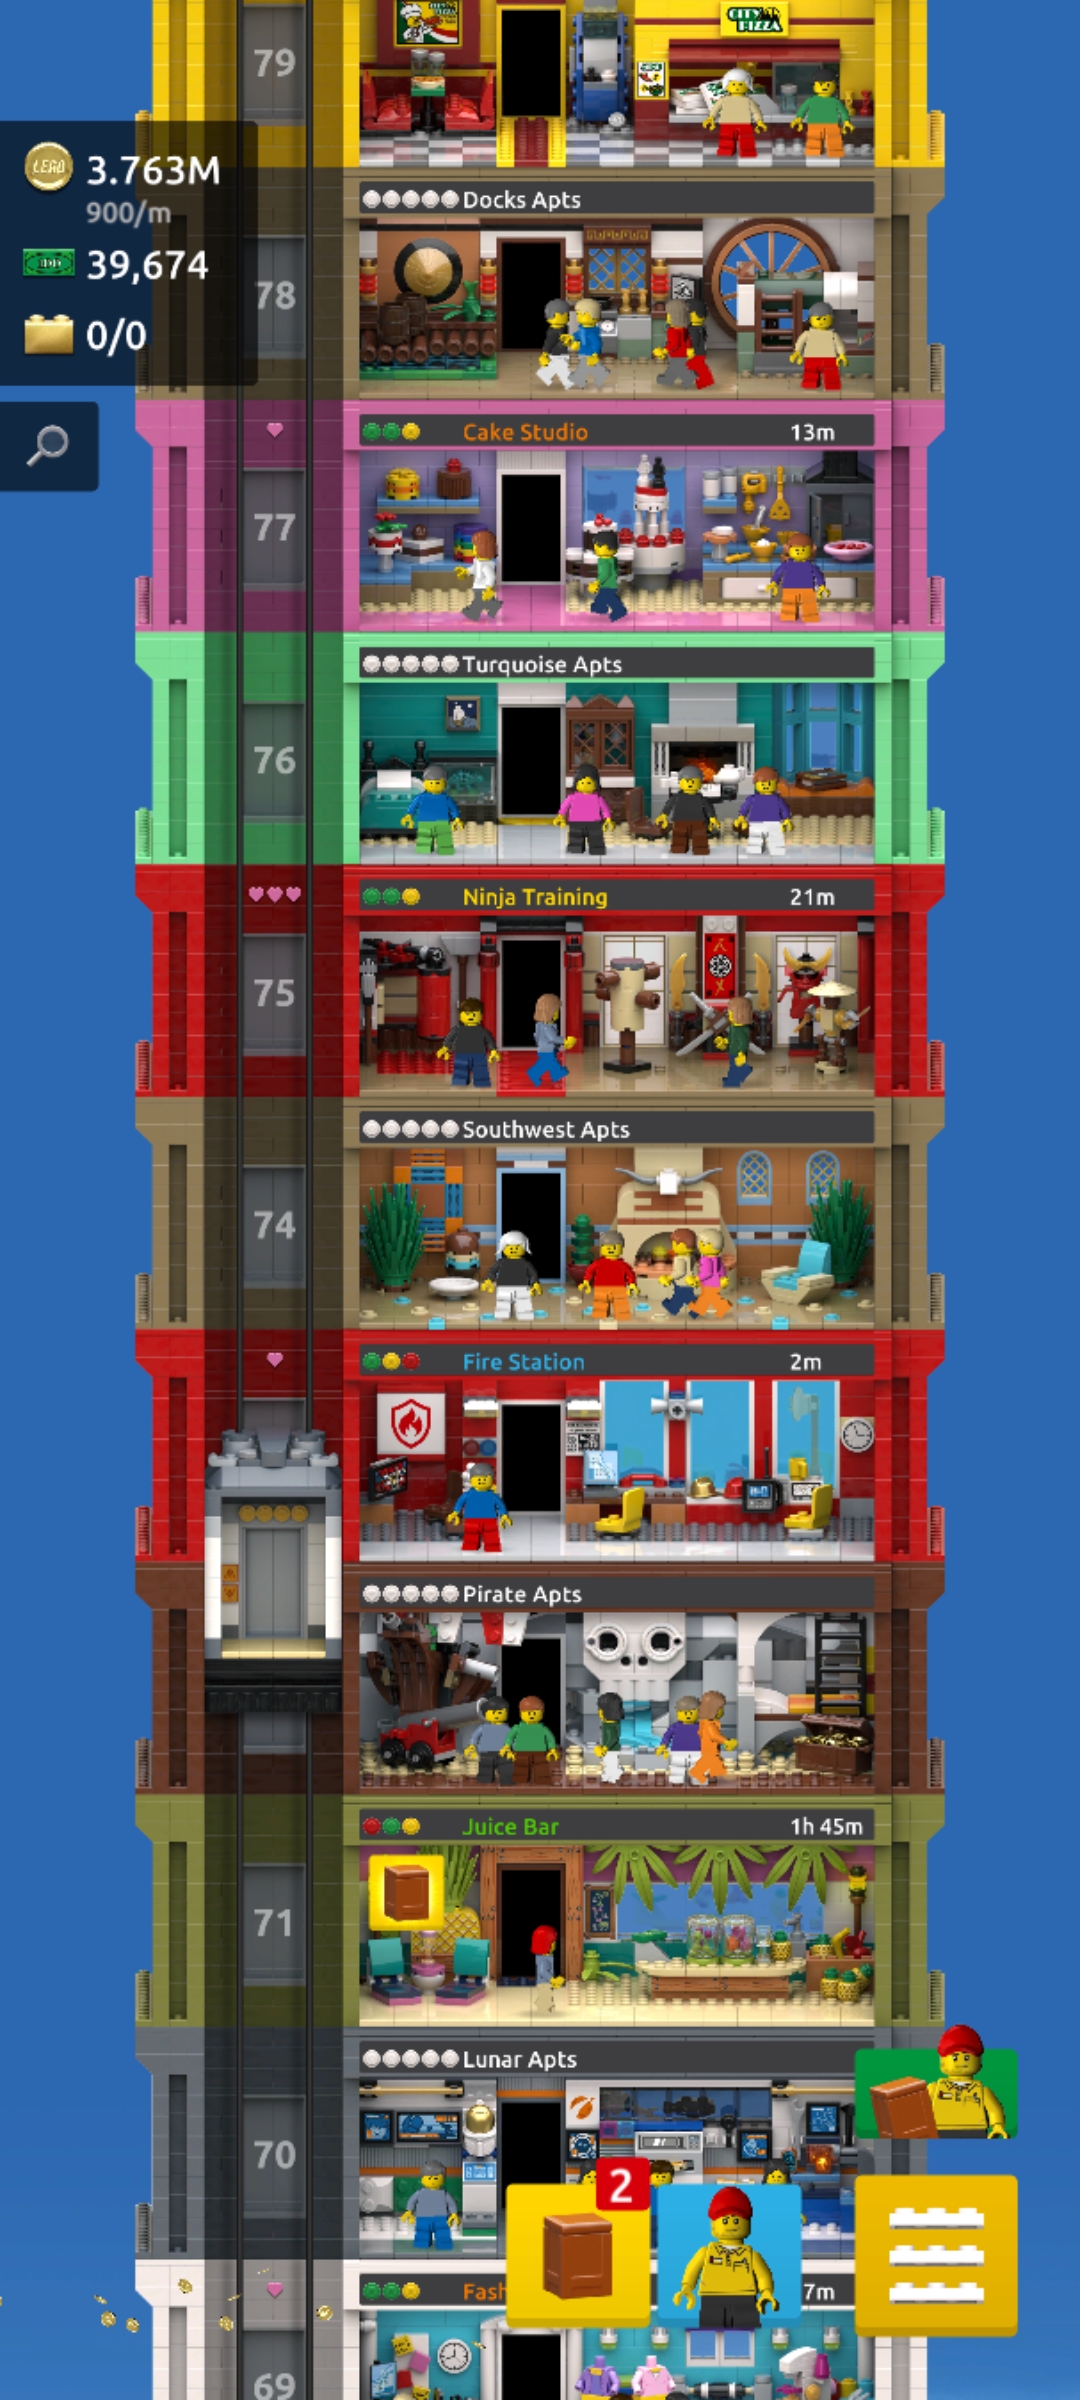 CITY PIZZA
79
LEGO
3.763M
900/m
39,674
0/0
Docks Apts
78
Cake Studio 13m
77
Turquoise Apts
76
Ninja Training 21m
75
Southwest Apts
74
Fire Station 2m
Pirate Apts
Juice Bar 1h 45m
71
Lunar Apts
70
2
Fash
7m
69